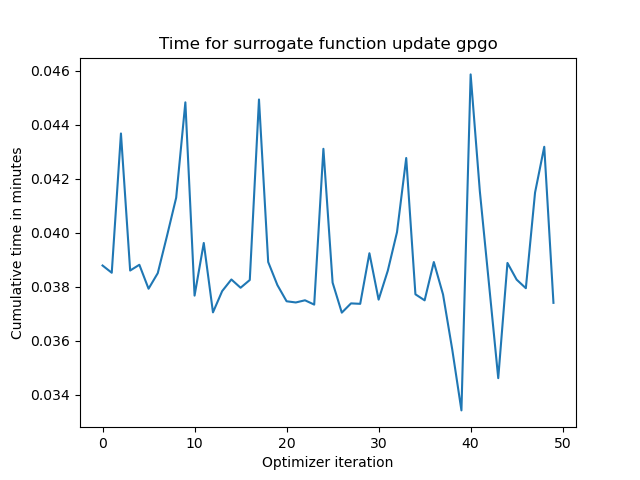 Time for surrogate function update gpgo
Cumulative time in minutes
0.046
0.044
0.042
0.040
0.038
0.036
0.034
0 10 20 30 40 50
Optimizer iteration